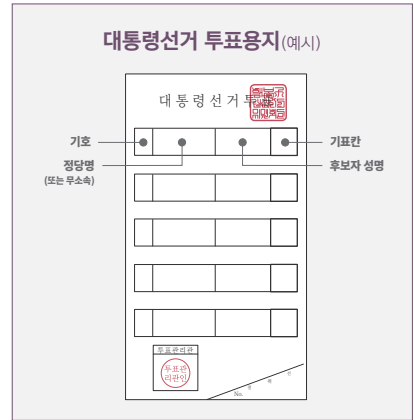 대통령선거 투표용지(예시)
대통령선거투표
기호
기표칸
정당명
(또는 무소속)
후보자 성명
투표관리관
투표관
리관인
No.